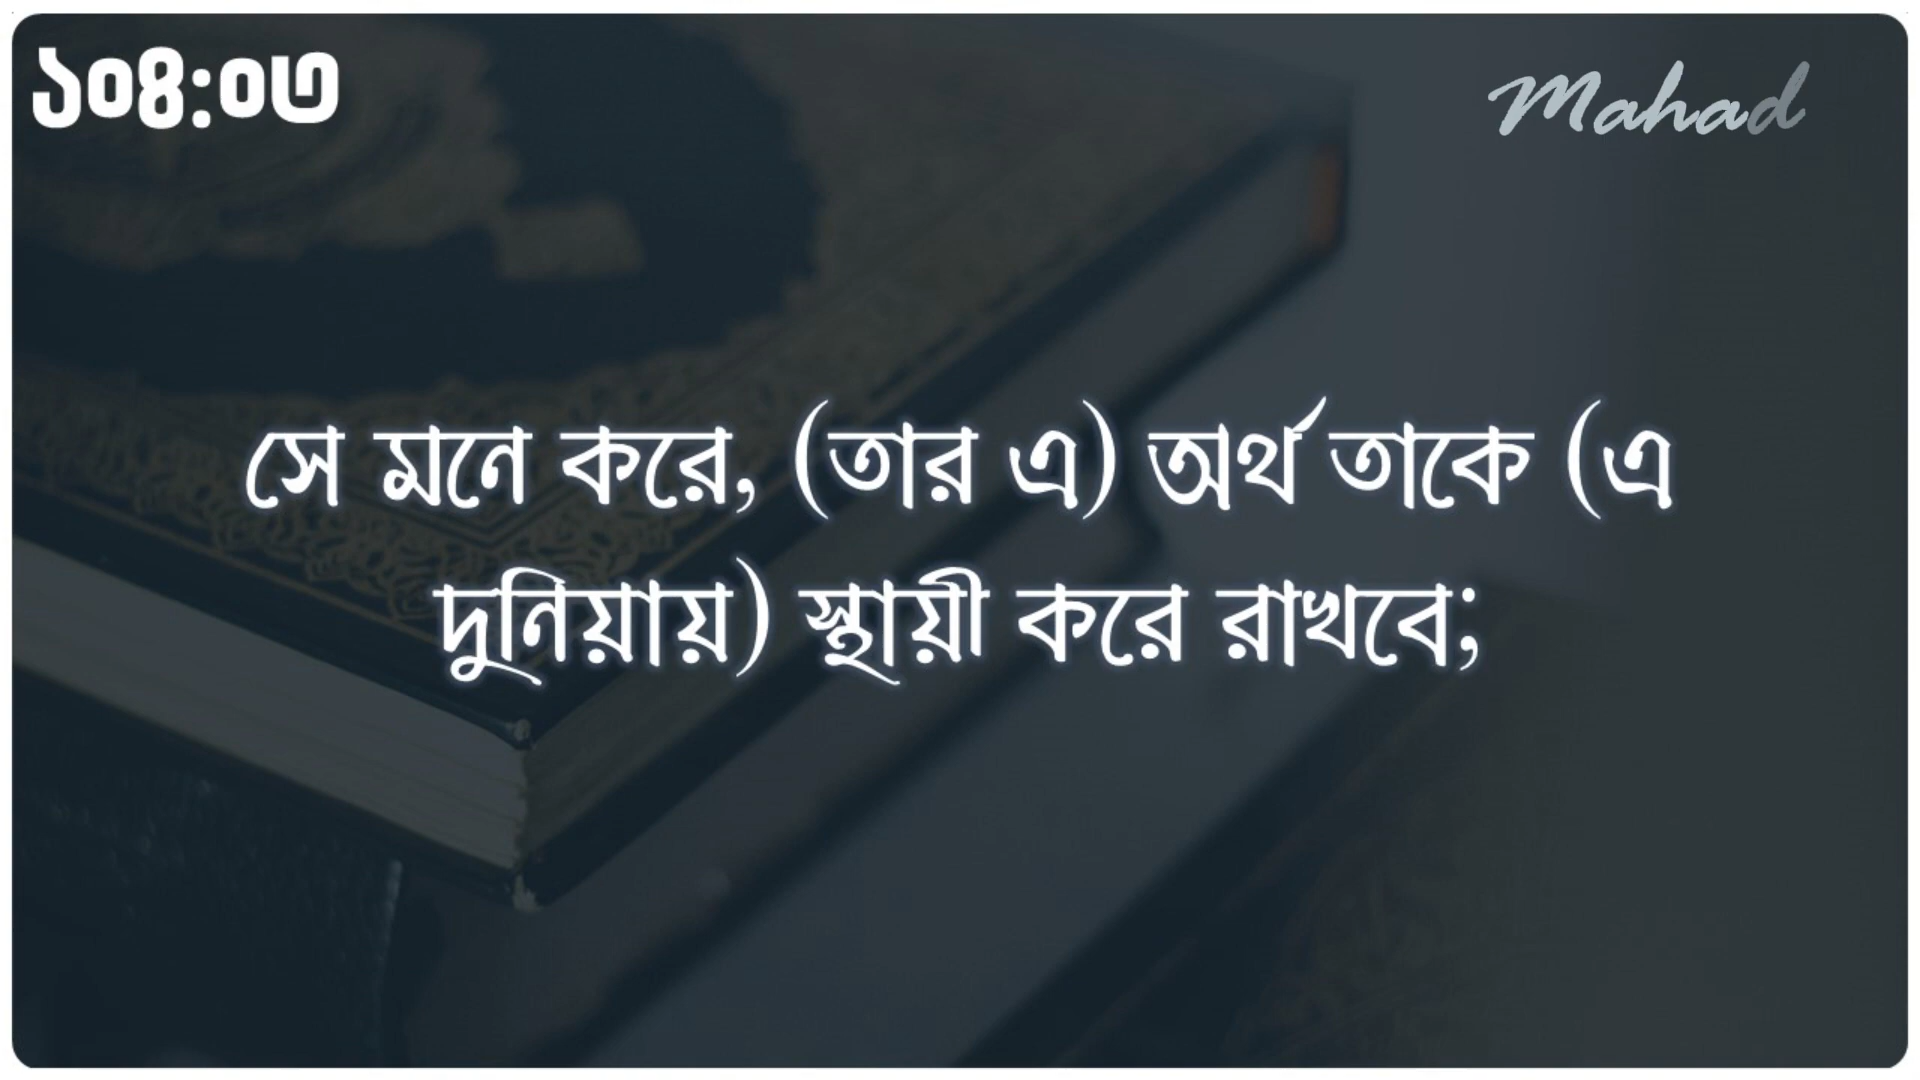 ১০৪:০৩
Mahad
সে মনে করে, (তার এ) অর্থ তাকে (এ
দুনিয়ায়) স্থায়ী করে রাখবে;